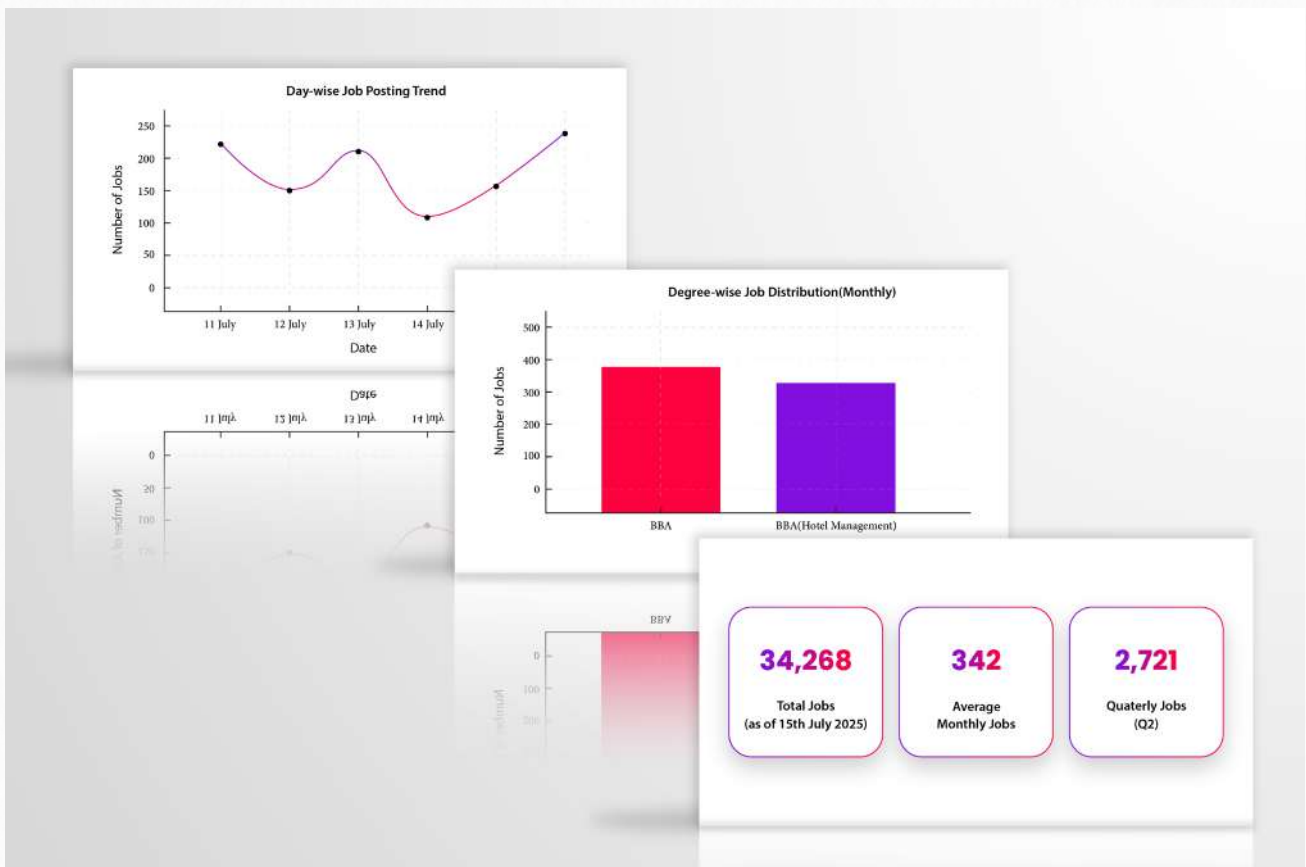 Day-wise Job Posting Trend
250
200
150
100
50
0
Number of Jobs
11 July
12 July
13 July
14 July
Date
Degree-wise Job Distribution(Monthly)
500
400
300
200
100
0
Number of Jobs
BBA
BBA(Hotel Management)
34,268
Total Jobs
(as of 15th July 2025)
342
Average
Monthly Jobs
2,721
Quaterly Jobs
(Q2)